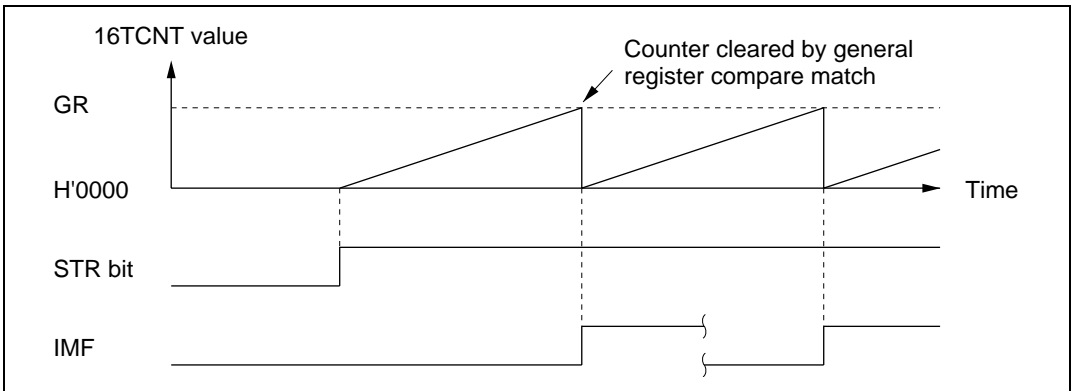 16TCNT value
Counter cleared by general
register compare match
GR
H'0000
Time
STR bit
IMF